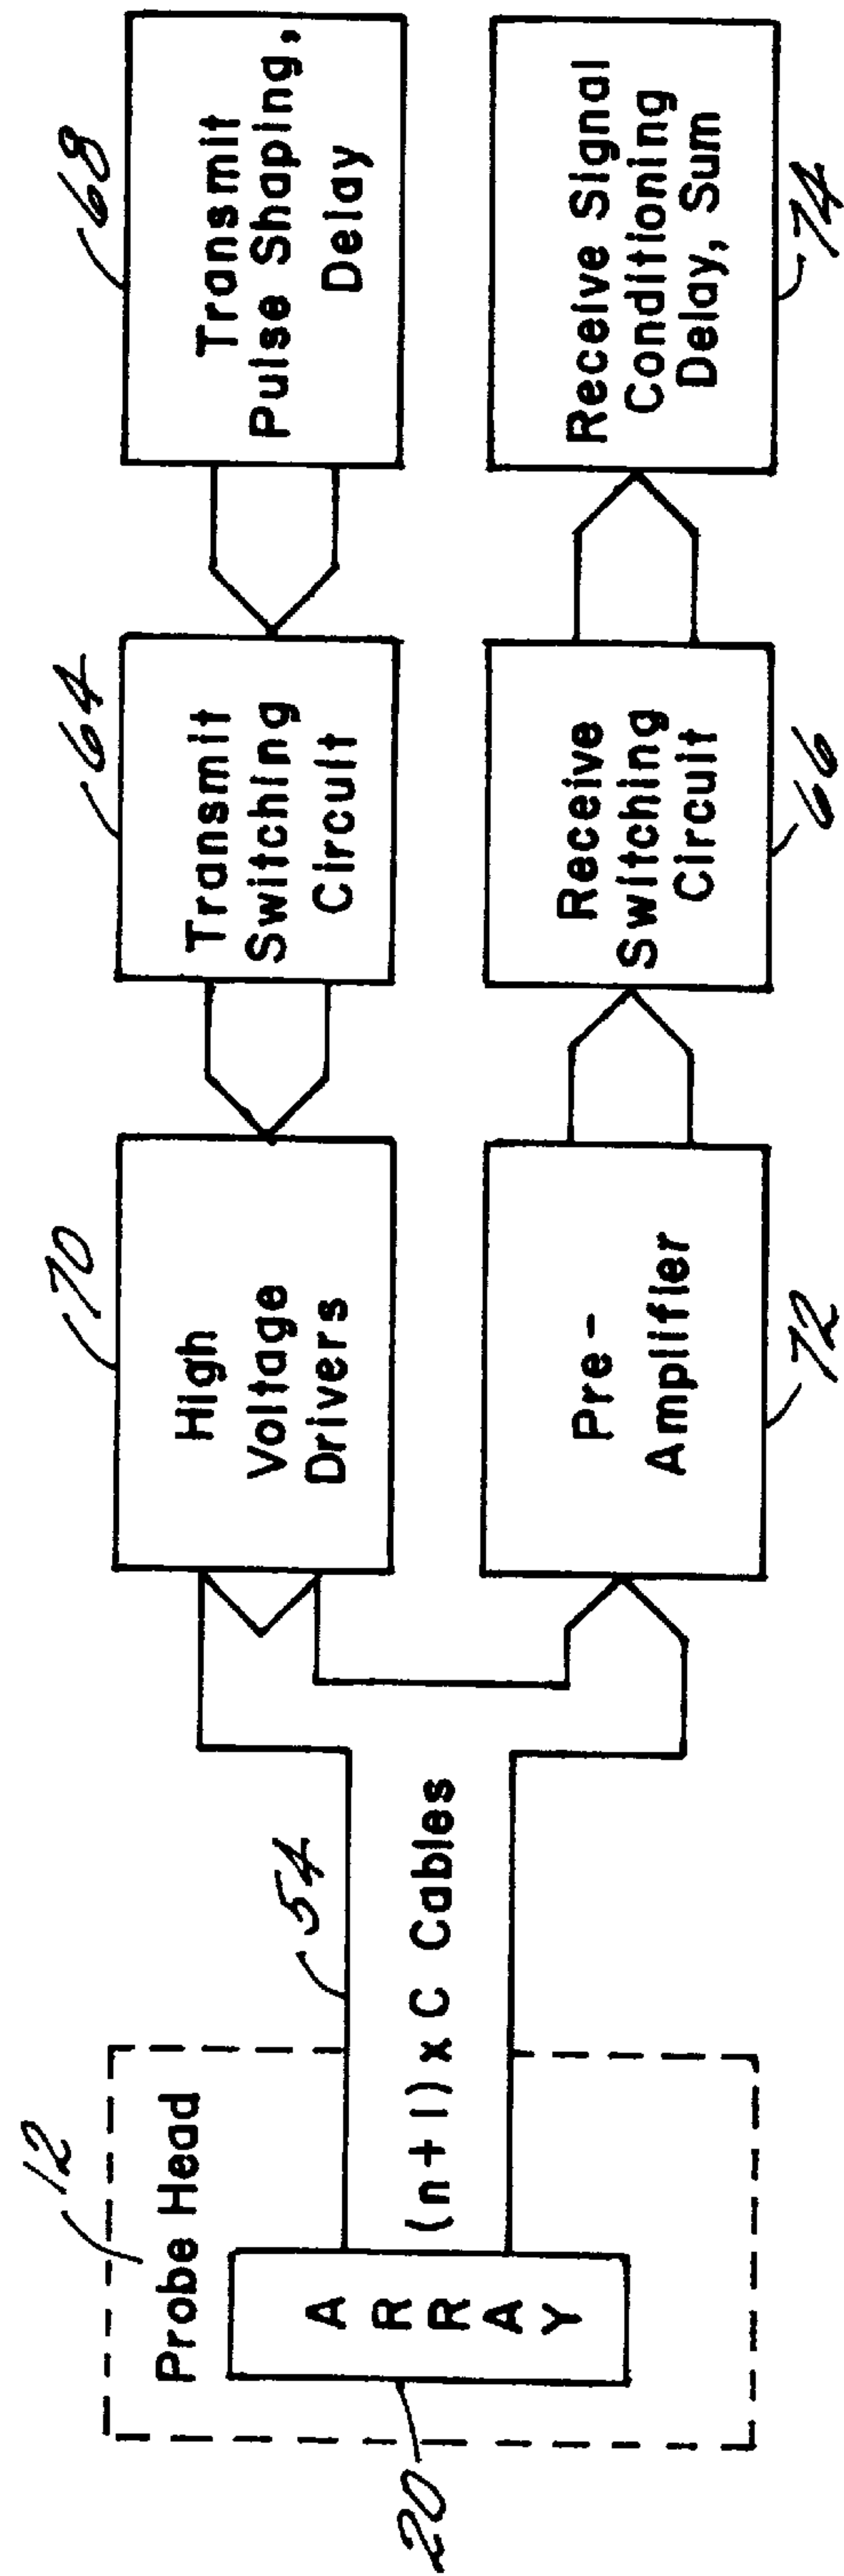 12
Probe Head
A
R
R
A
Y
20
54
(n+1) x C Cables
70
High
Voltage
Drivers
64
Transmit
Switching
Circuit
68
Transmit
Pulse Shaping,
Delay
Pre-
Amplifier
72
Receive
Switching
Circuit
66
Receive Signal
Conditioning
Delay, Sum
74